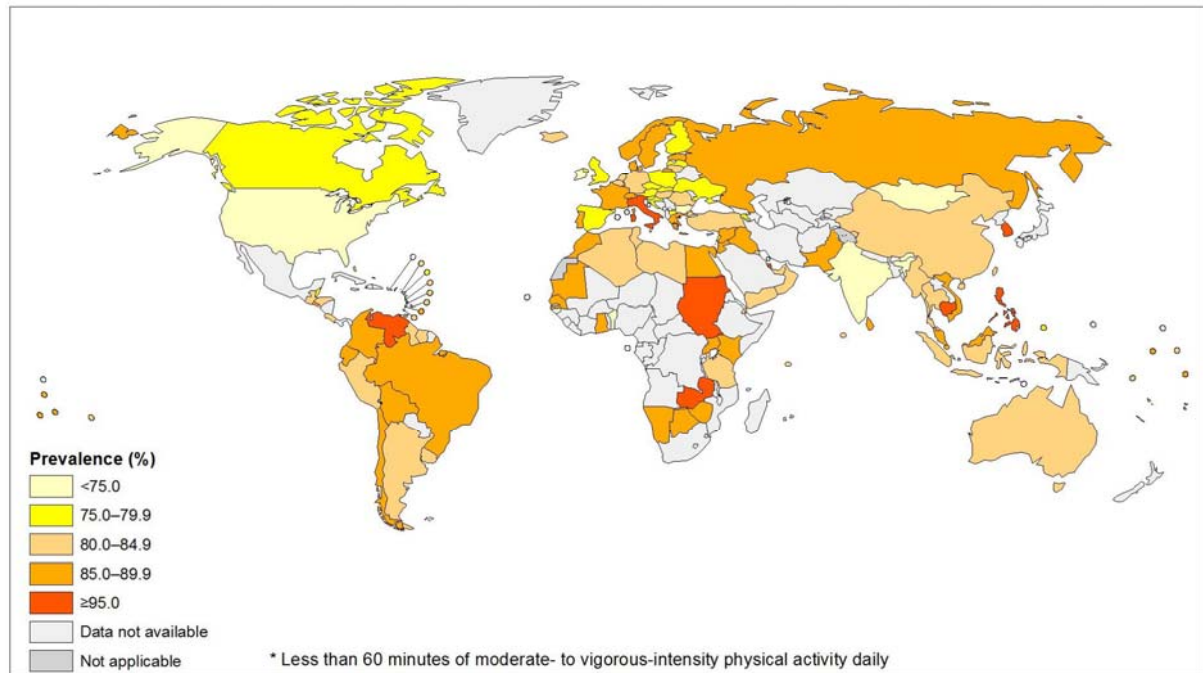 Prevalence (%)
<75.0
75.0–79.9
80.0–84.9
85.0–89.9
≥95.0
Data not available
Not applicable
* Less than 60 minutes of moderate- to vigorous-intensity physical activity daily